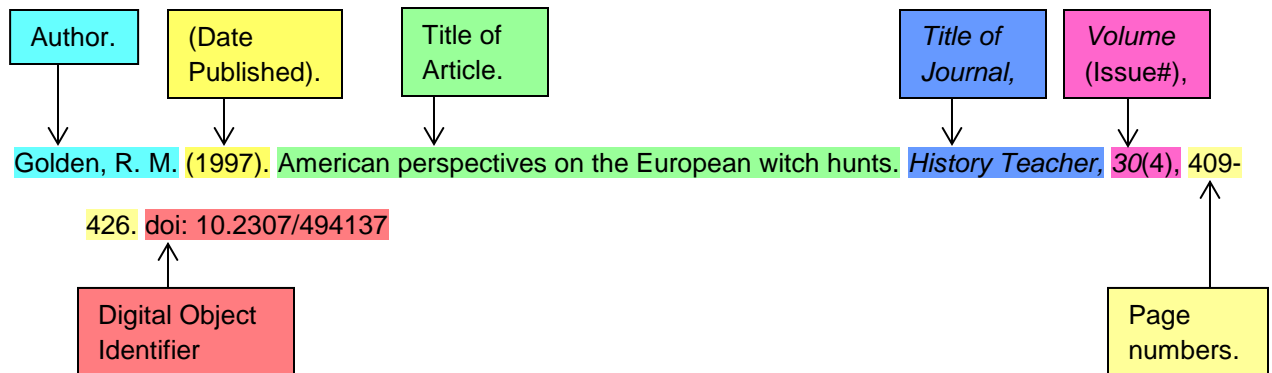 Author.
(Date
Published).
Title of
Article.
Title of
Journal,
Volume
(Issue#),
Golden, R. M. (1997). American perspectives on the European witch hunts. History Teacher, 30(4), 409-
426. doi: 10.2307/494137
Digital Object
Identifier
Page
numbers.